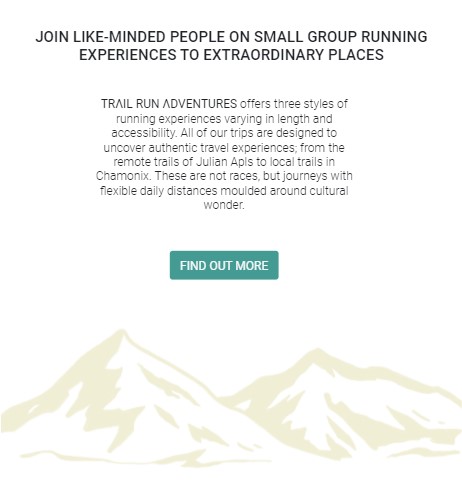 JOIN LIKE-MINDED PEOPLE ON SMALL GROUP RUNNING
EXPERIENCES TO EXTRAORDINARY PLACES
TRΛIL RUN ΛDVENTURES offers three styles of
running experiences varying in length and
accessibility. All of our trips are designed to
uncover authentic travel experiences; from the
remote trails of Julian Apls to local trails in
Chamonix. These are not races, but journeys with
flexible daily distances moulded around cultural
wonder.
FIND OUT MORE